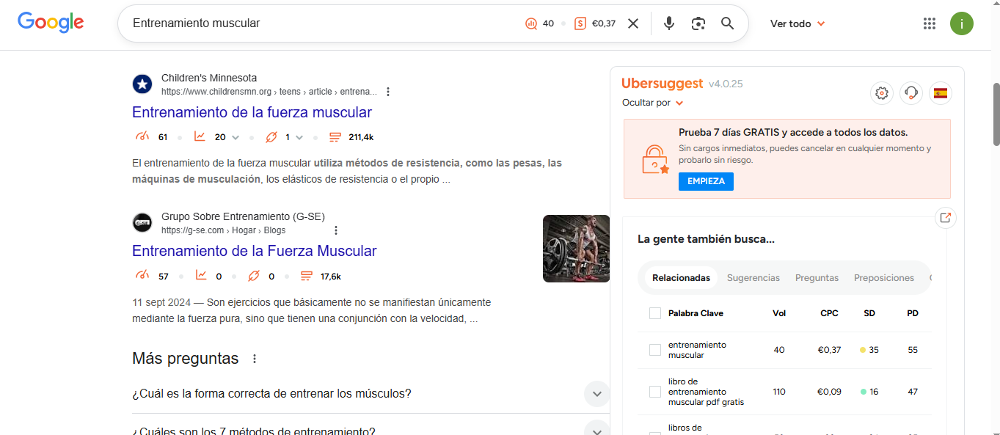 Google
Entrenamiento muscular
40
€0,37
Ver todo
i
Children's Minnesota
https://www.childrensmn.org › teens › article › entrena...
Entrenamiento de la fuerza muscular
61
20
1
211,4k
El entrenamiento de la fuerza muscular utiliza métodos de resistencia, como las pesas, las
máquinas de musculación, los elásticos de resistencia o el propio ...
G-SE
Grupo Sobre Entrenamiento (G-SE)
https://g-se.com › Hogar › Blogs
Entrenamiento de la Fuerza Muscular
57
0
0
17,6k
11 sept 2024 — Son ejercicios que básicamente no se manifiestan únicamente
mediante la fuerza pura, sino que tienen una conjunción con la velocidad, ...
Más preguntas
¿Cuál es la forma correcta de entrenar los músculos?
¿Cuáles son los 7 métodos de entrenamiento?
Ubersuggest v4.0.25
Ocultar por
Prueba 7 días GRATIS y accede a todos los datos.
Sin cargos inmediatos, puedes cancelar en cualquier momento y
probarlo sin riesgo.
EMPIEZA
La gente también busca...
Relacionadas Sugerencias Preguntas Preposiciones
Palabra Clave Vol CPC SD PD
entrenamiento
muscular
40 €0,37 35 55
libro de
entrenamiento
muscular pdf gratis
110 €0,09 16 47
libros de